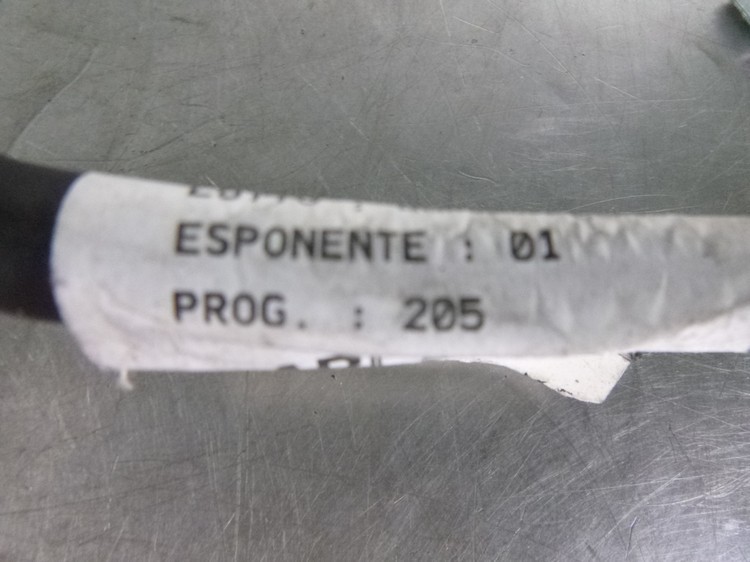 ESPONENTE : 01
PROG. : 205